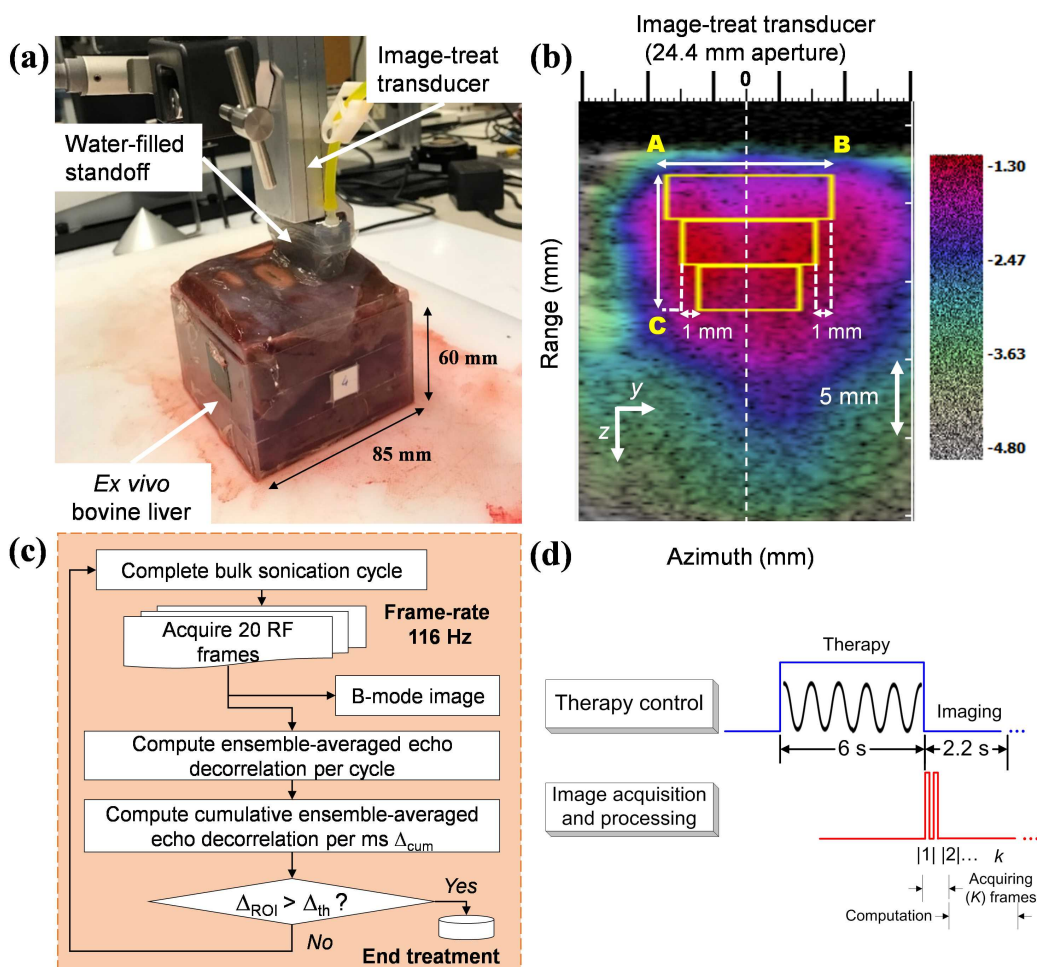 (a)
Image-treat
transducer
Water-filled
standoff
4
60 mm
85 mm
Ex vivo
bovine liver
(b)
Image-treat transducer
(24.4 mm aperture)
0
A
B
C
1 mm
1 mm
5 mm
y
z
Range (mm)
Azimuth (mm)
-1.30
-2.47
-3.63
-4.80
(c)
Complete bulk sonication cycle
Acquire 20 RF
frames
Frame-rate
116 Hz
B-mode image
Compute ensemble-averaged echo
decorrelation per cycle
Compute cumulative ensemble-averaged
echo decorrelation per ms Δcum
ΔROI > Δth ?
Yes
No
End treatment
(d)
Therapy control
Therapy
Imaging
...
6 s
2.2 s
Image acquisition
and processing
...
|1| |2|... k
Acquiring
(K) frames
Computation